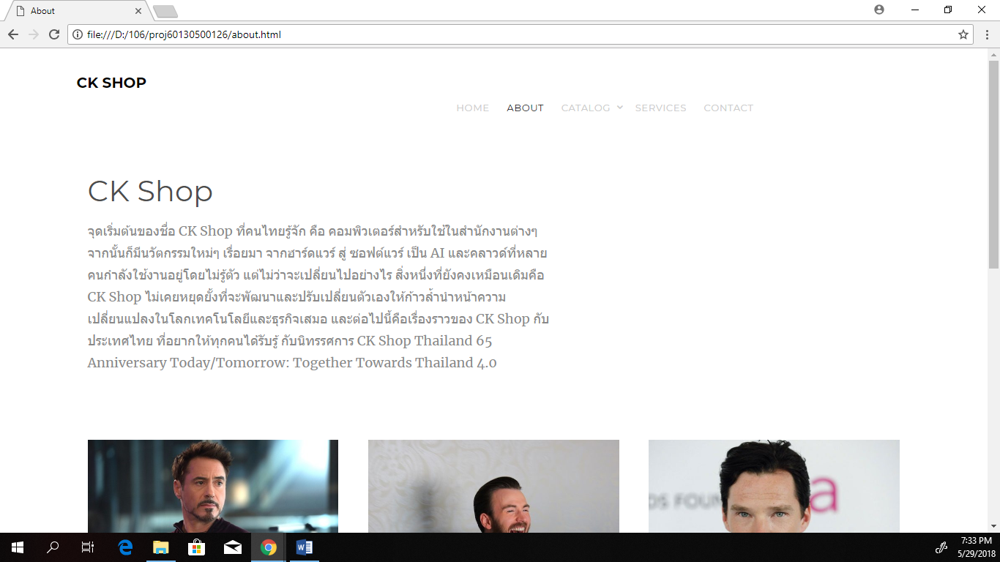 About
file:///D:/106/proj60130500126/about.html
CK SHOP
HOME ABOUT CATALOG SERVICES CONTACT
CK Shop
จุดเริ่มต้นของชื่อ CK Shop ที่คนไทยรู้จัก คือ คอมพิวเตอร์สำหรับใช้ในสำนักงานต่างๆ
จากนั้นก็มีนวัตกรรมใหม่ๆ เรื่อยมา จากฮาร์ดแวร์ สู่ ซอฟต์แวร์ เป็น AI และคลาวด์ที่หลาย
คนกำลังใช้งานอยู่โดยไม่รู้ตัว แต่ไม่ว่าจะเปลี่ยนไปอย่างไร สิ่งหนึ่งที่ยังคงเหมือนเดิมคือ
CK Shop ไม่เคยหยุดยั้งที่จะพัฒนาและปรับเปลี่ยนตัวเองให้ก้าวล้ำนำหน้าความ
เปลี่ยนแปลงในโลกเทคโนโลยีและธุรกิจเสมอ และต่อไปนี้คือเรื่องราวของ CK Shop กับ
ประเทศไทย ที่อยากให้ทุกคนได้รับรู้ กับนิทรรศการ CK Shop Thailand 65
Anniversary Today/Tomorrow: Together Towards Thailand 4.0
7:33 PM
5/29/2018